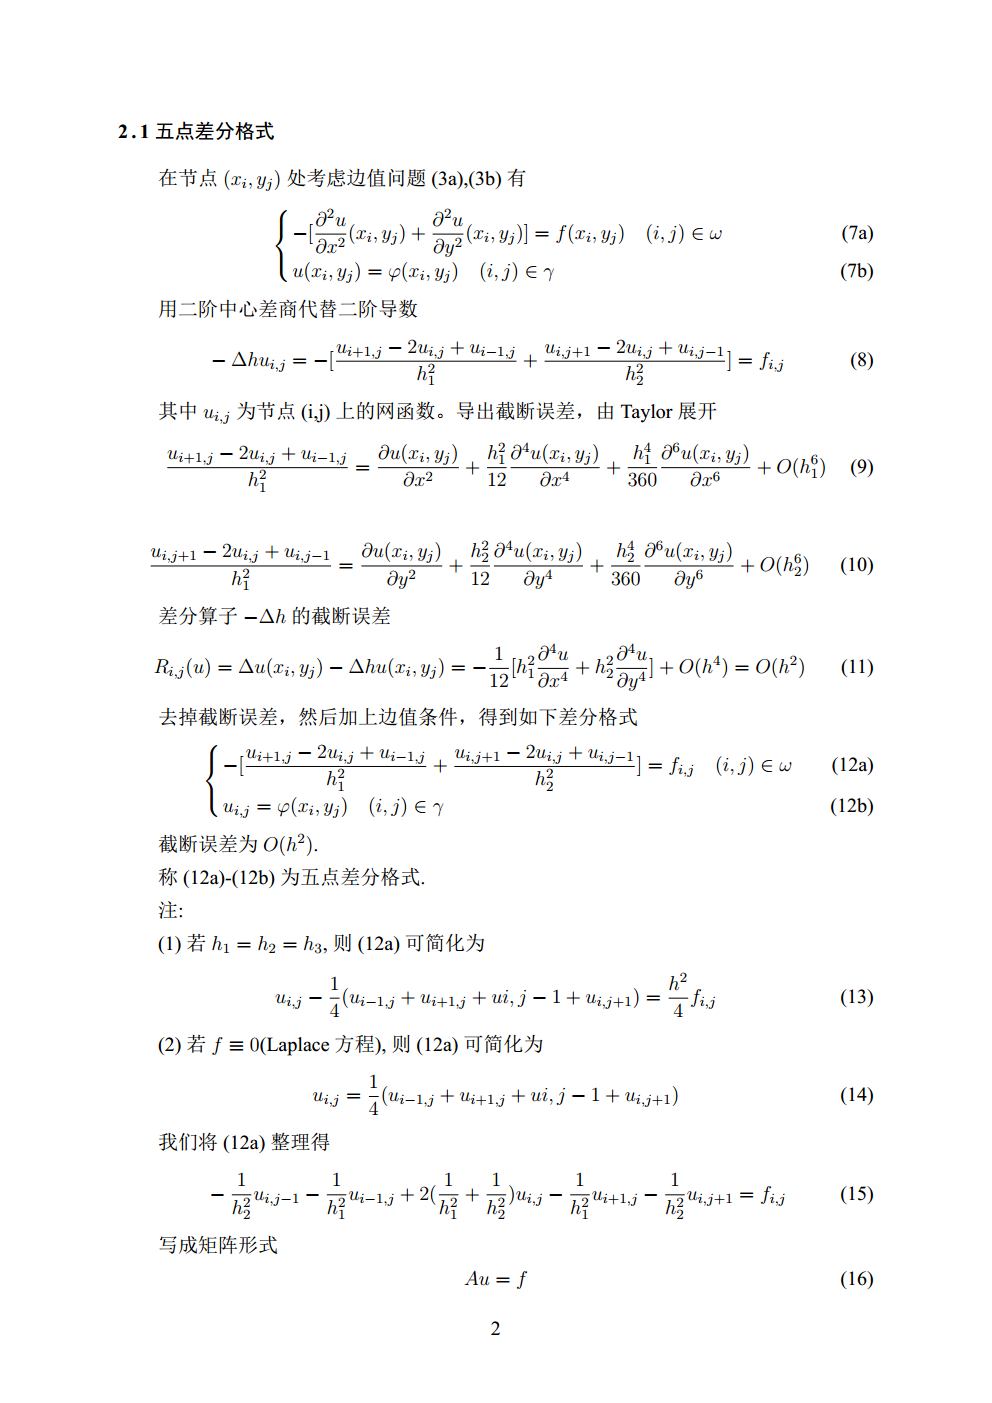 2.1 五点差分格式
在节点 (x_i, y_j) 处考虑边值问题 (3a),(3b) 有
\begin{cases} -[\frac{\partial^2 u}{\partial x^2}(x_i, y_j) + \frac{\partial^2 u}{\partial y^2}(x_i, y_j)] = f(x_i, y_j) \quad (i, j) \in \omega & (7a)
u(x_i, y_j) = \varphi(x_i, y_j) \quad (i, j) \in \gamma & (7b) \end{cases}
用二阶中心差商代替二阶导数
-\Delta h u_{i,j} = -[\frac{u_{i+1,j} - 2u_{i,j} + u_{i-1,j}}{h_1^2} + \frac{u_{i,j+1} - 2u_{i,j} + u_{i,j-1}}{h_2^2}] = f_{i,j} (8)
其中 u_{i,j} 为节点 (i,j) 上的网函数。导出截断误差，由 Taylor 展开
\frac{u_{i+1,j} - 2u_{i,j} + u_{i-1,j}}{h_1^2} = \frac{\partial u(x_i, y_j)}{\partial x^2} + \frac{h_1^2}{12}\frac{\partial^4 u(x_i, y_j)}{\partial x^4} + \frac{h_1^4}{360}\frac{\partial^6 u(x_i, y_j)}{\partial x^6} + O(h_1^6) (9)
\frac{u_{i,j+1} - 2u_{i,j} + u_{i,j-1}}{h_1^2} = \frac{\partial u(x_i, y_j)}{\partial y^2} + \frac{h_2^2}{12}\frac{\partial^4 u(x_i, y_j)}{\partial y^4} + \frac{h_2^4}{360}\frac{\partial^6 u(x_i, y_j)}{\partial y^6} + O(h_2^6) (10)
差分算子 -\Delta h 的截断误差
R_{i,j}(u) = \Delta u(x_i, y_j) - \Delta h u(x_i, y_j) = -\frac{1}{12}[h_1^2\frac{\partial^4 u}{\partial x^4} + h_2^2\frac{\partial^4 u}{\partial y^4}] + O(h^4) = O(h^2) (11)
去掉截断误差，然后加上边值条件，得到如下差分格式
\begin{cases} -[\frac{u_{i+1,j} - 2u_{i,j} + u_{i-1,j}}{h_1^2} + \frac{u_{i,j+1} - 2u_{i,j} + u_{i,j-1}}{h_2^2}] = f_{i,j} \quad (i, j) \in \omega & (12a)
u_{i,j} = \varphi(x_i, y_j) \quad (i, j) \in \gamma & (12b) \end{cases}
截断误差为 O(h^2).
称 (12a)-(12b) 为五点差分格式.
注:
(1) 若 h_1 = h_2 = h_3, 则 (12a) 可简化为
u_{i,j} - \frac{1}{4}(u_{i-1,j} + u_{i+1,j} + ui, j - 1 + u_{i,j+1}) = \frac{h^2}{4}f_{i,j} (13)
(2) 若 f \equiv 0(Laplace 方程), 则 (12a) 可简化为
u_{i,j} = \frac{1}{4}(u_{i-1,j} + u_{i+1,j} + ui, j - 1 + u_{i,j+1}) (14)
我们将 (12a) 整理得
-\frac{1}{h_2^2}u_{i,j-1} - \frac{1}{h_1^2}u_{i-1,j} + 2(\frac{1}{h_1^2} + \frac{1}{h_2^2})u_{i,j} - \frac{1}{h_1^2}u_{i+1,j} - \frac{1}{h_2^2}u_{i,j+1} = f_{i,j} (15)
写成矩阵形式
Au = f (16)
2